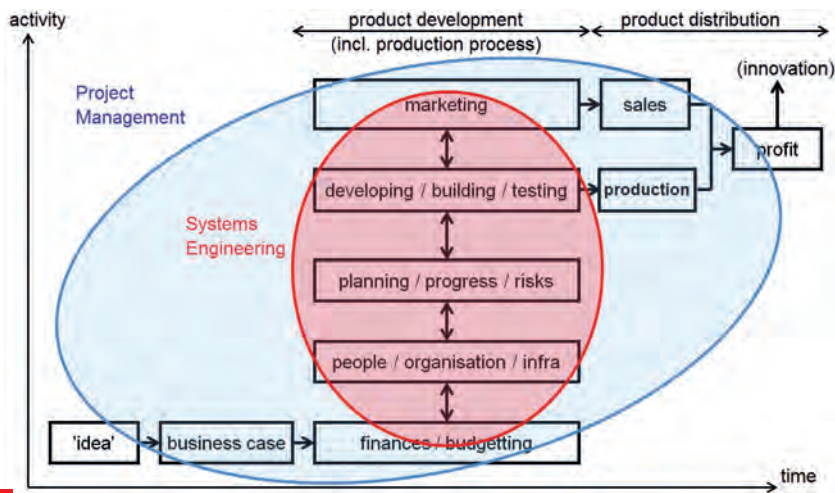 activity
product development
product distribution
(incl. production process)
(innovation)
Project
Management
marketing
sales
profit
developing / building / testing
production
Systems
Engineering
planning / progress / risks
people / organisation / infra
'idea'
business case
finances / budgetting
time